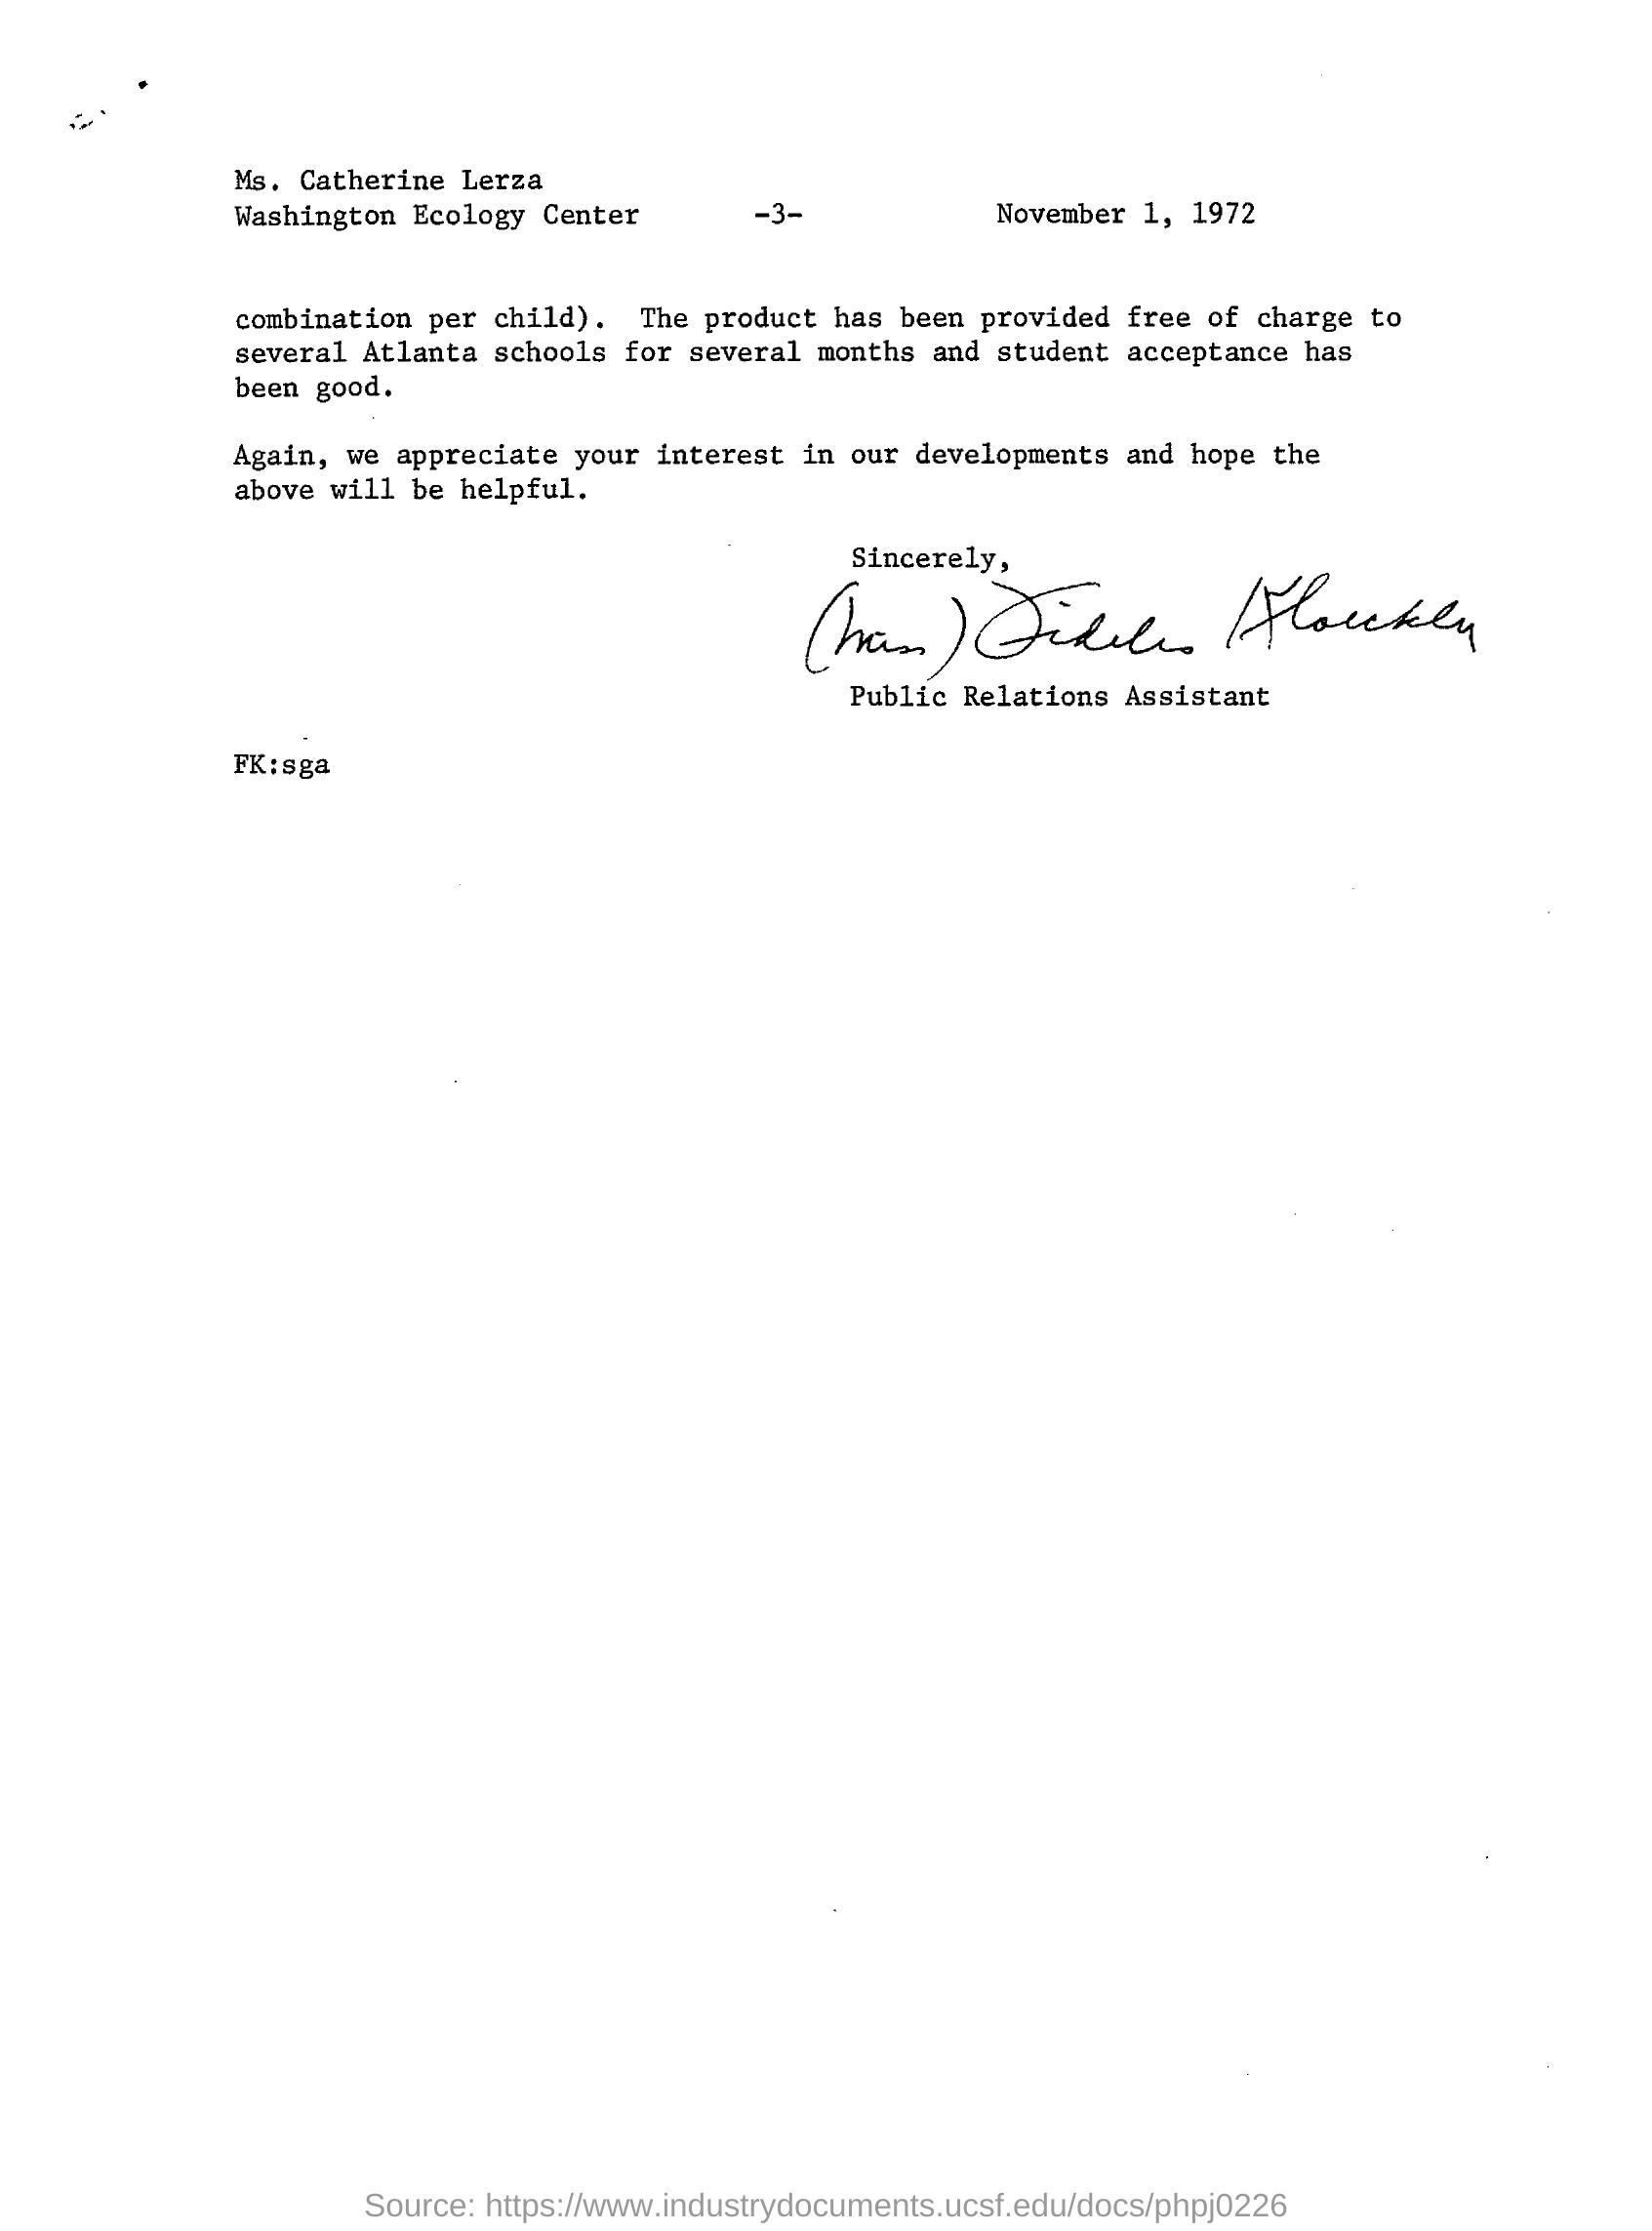 Ms. Catherine Lerza
Washington Ecology Center -3- November 1, 1972
combination per child). The product has been provided free of charge to
several Atlanta schools for several months and student acceptance has
been good.
Again, we appreciate your interest in our developments and hope the
above will be helpful.
Sincerely,
Public Relations Assistant
FK:sga
Source: https://www.industrydocuments.ucsf.edu/docs/phpj0226